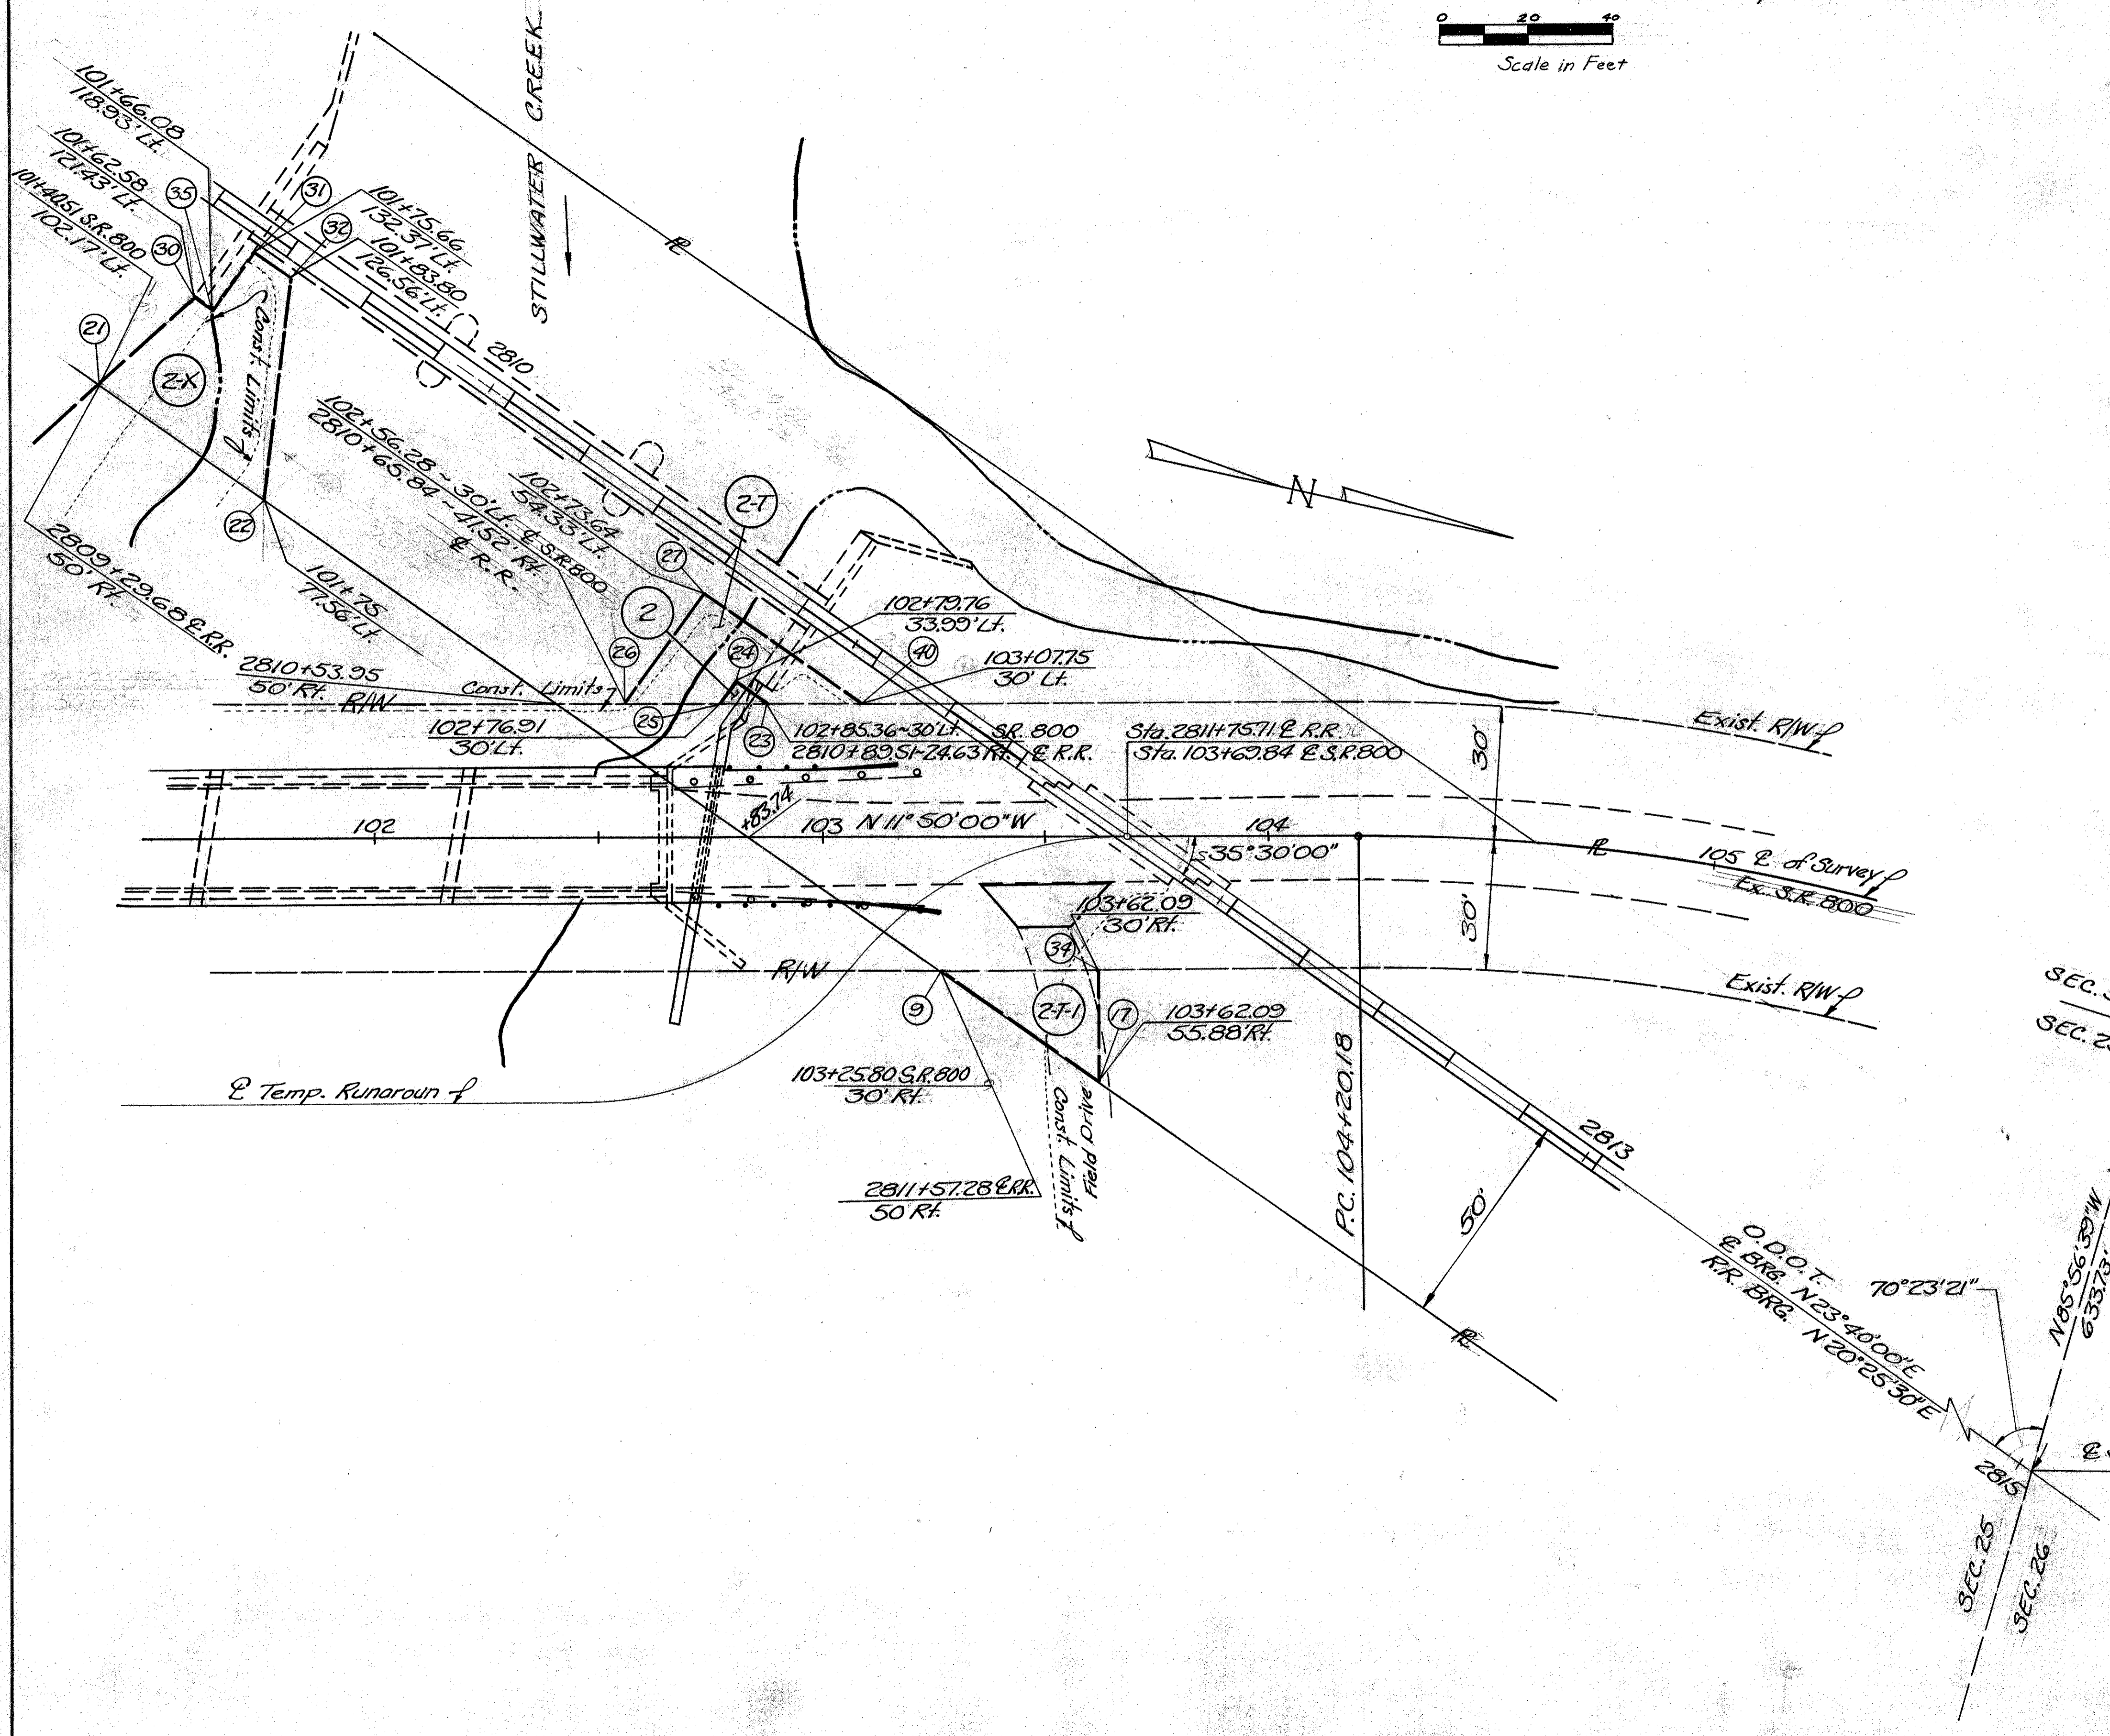 0 20 40
Scale in Feet
STILLWATER CREEK
101+66.08
118.93' Lt.
101+62.58
121.43' Lt.
101+40.51 S.R. 800
102.17' Lt.
35
30
31
32
101+75.66
132.37' Lt.
101+83.80
126.56' Lt.
21
2-X
Const. Limits
22
2810
2809+29.68 ℄ R.R.
50' Rt.
101+75
77.56' Lt.
102+56.28 ~ 30' Lt. ℄ S.R. 800
2810+65.84 ~ 41.52' Rt.
℄ R.R.
102+73.64
54.33' Lt.
27
2-T
2
26
24
25
23
40
102+79.76
33.99' Lt.
103+07.75
30' Lt.
2810+53.95
50' Rt.
R/W
Const. Limits
102+76.91
30' Lt.
102+85.36~30' Lt. S.R. 800
2810+89.51~24.63 Rt. ℄ R.R.
Sta. 2811+75.71 ℄ R.R.
Sta. 103+69.84 ℄ S.R. 800
℄
N
Exist. R/W
30'
102
+83.74
103 N 11° 50' 00" W
104
35° 30' 00"
℄
105 ℄ of Survey
Ex. S.R. 800
30'
103+62.09
30' Rt.
34
R/W
9
2-T-1
17
103+62.09
55.88' Rt.
Exist. R/W
SEC.
SEC.
℄ Temp. Runaroun
103+25.80 S.R. 800
30' Rt.
2811+57.28 ℄ R.R.
50' Rt.
Const. Limits
Field Drive
P.C. 104+20.18
2813
50'
O.D.O.T.
℄ BRG. N 23° 40' 00" E
R.R. BRG. N 20° 25' 30" E
70° 23' 21"
N 85° 56' 39" W
633.73'
2815
℄
SEC. 25
SEC. 26